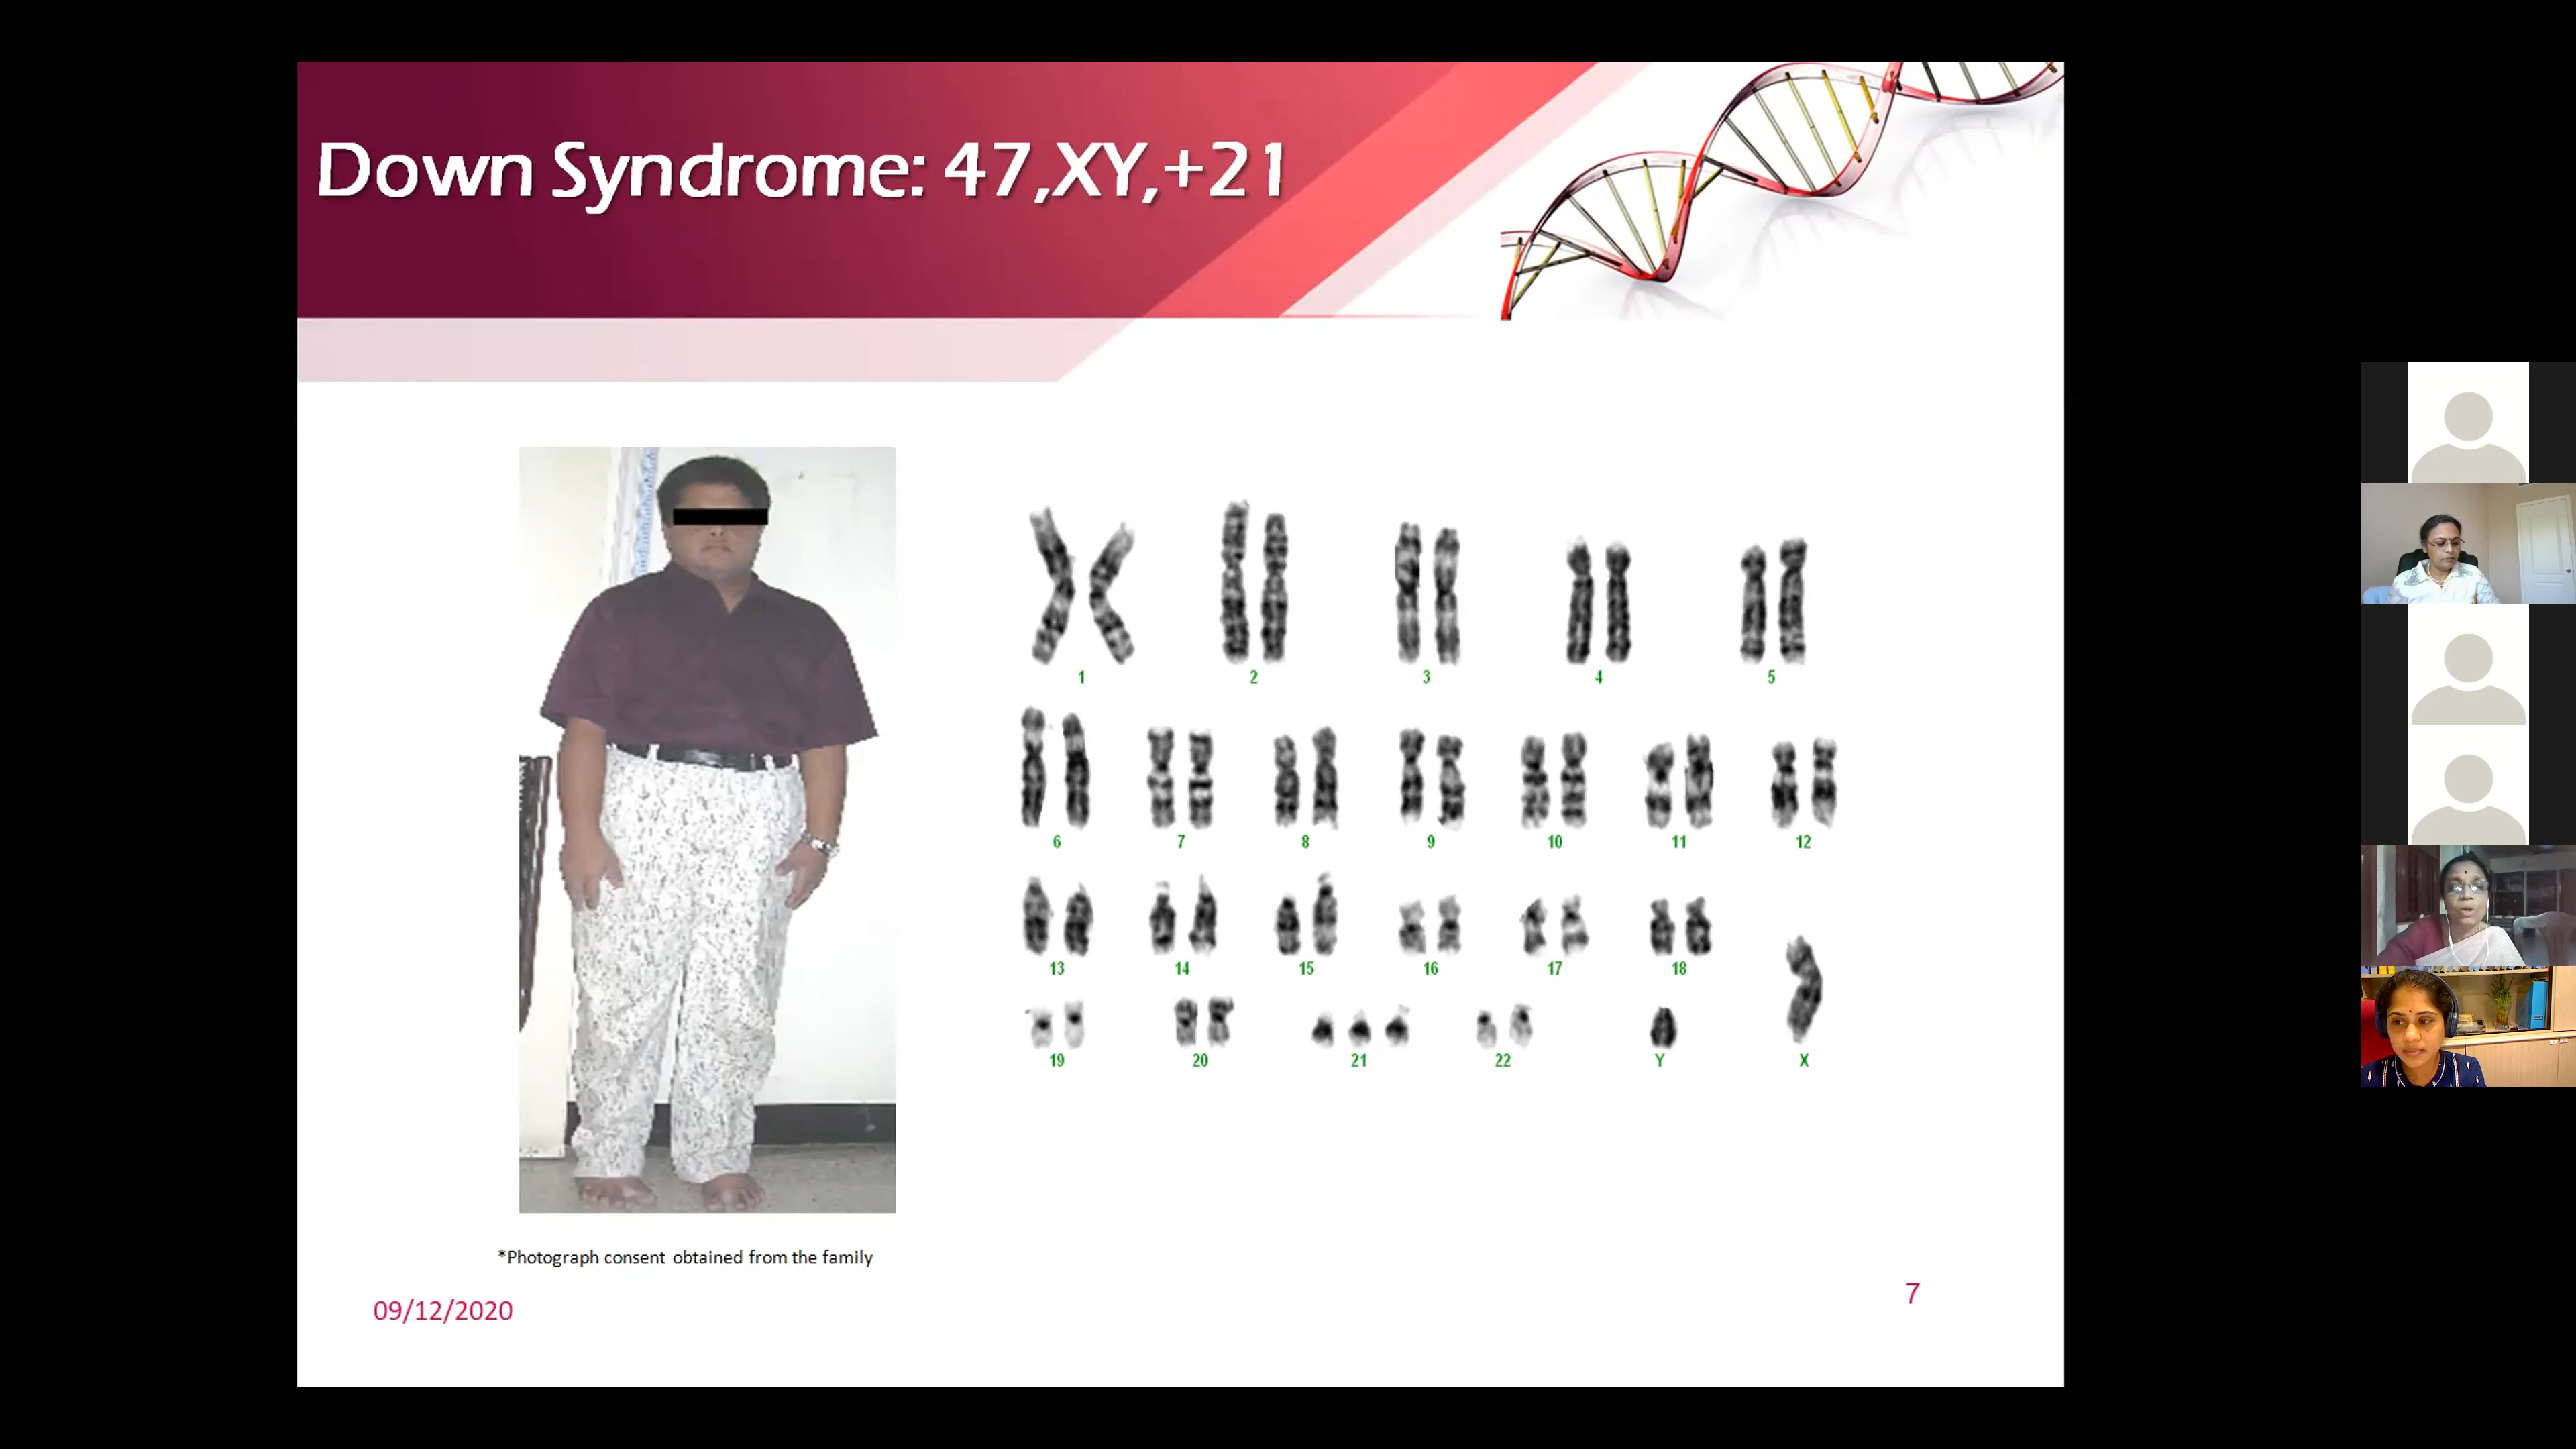 Down Syndrome: 47,XY,+21
1 2 3 4 5
6 7 8 9 10 11 12
13 14 15 16 17 18
19 20 21 22 Y X
*Photograph consent obtained from the family
09/12/2020
7